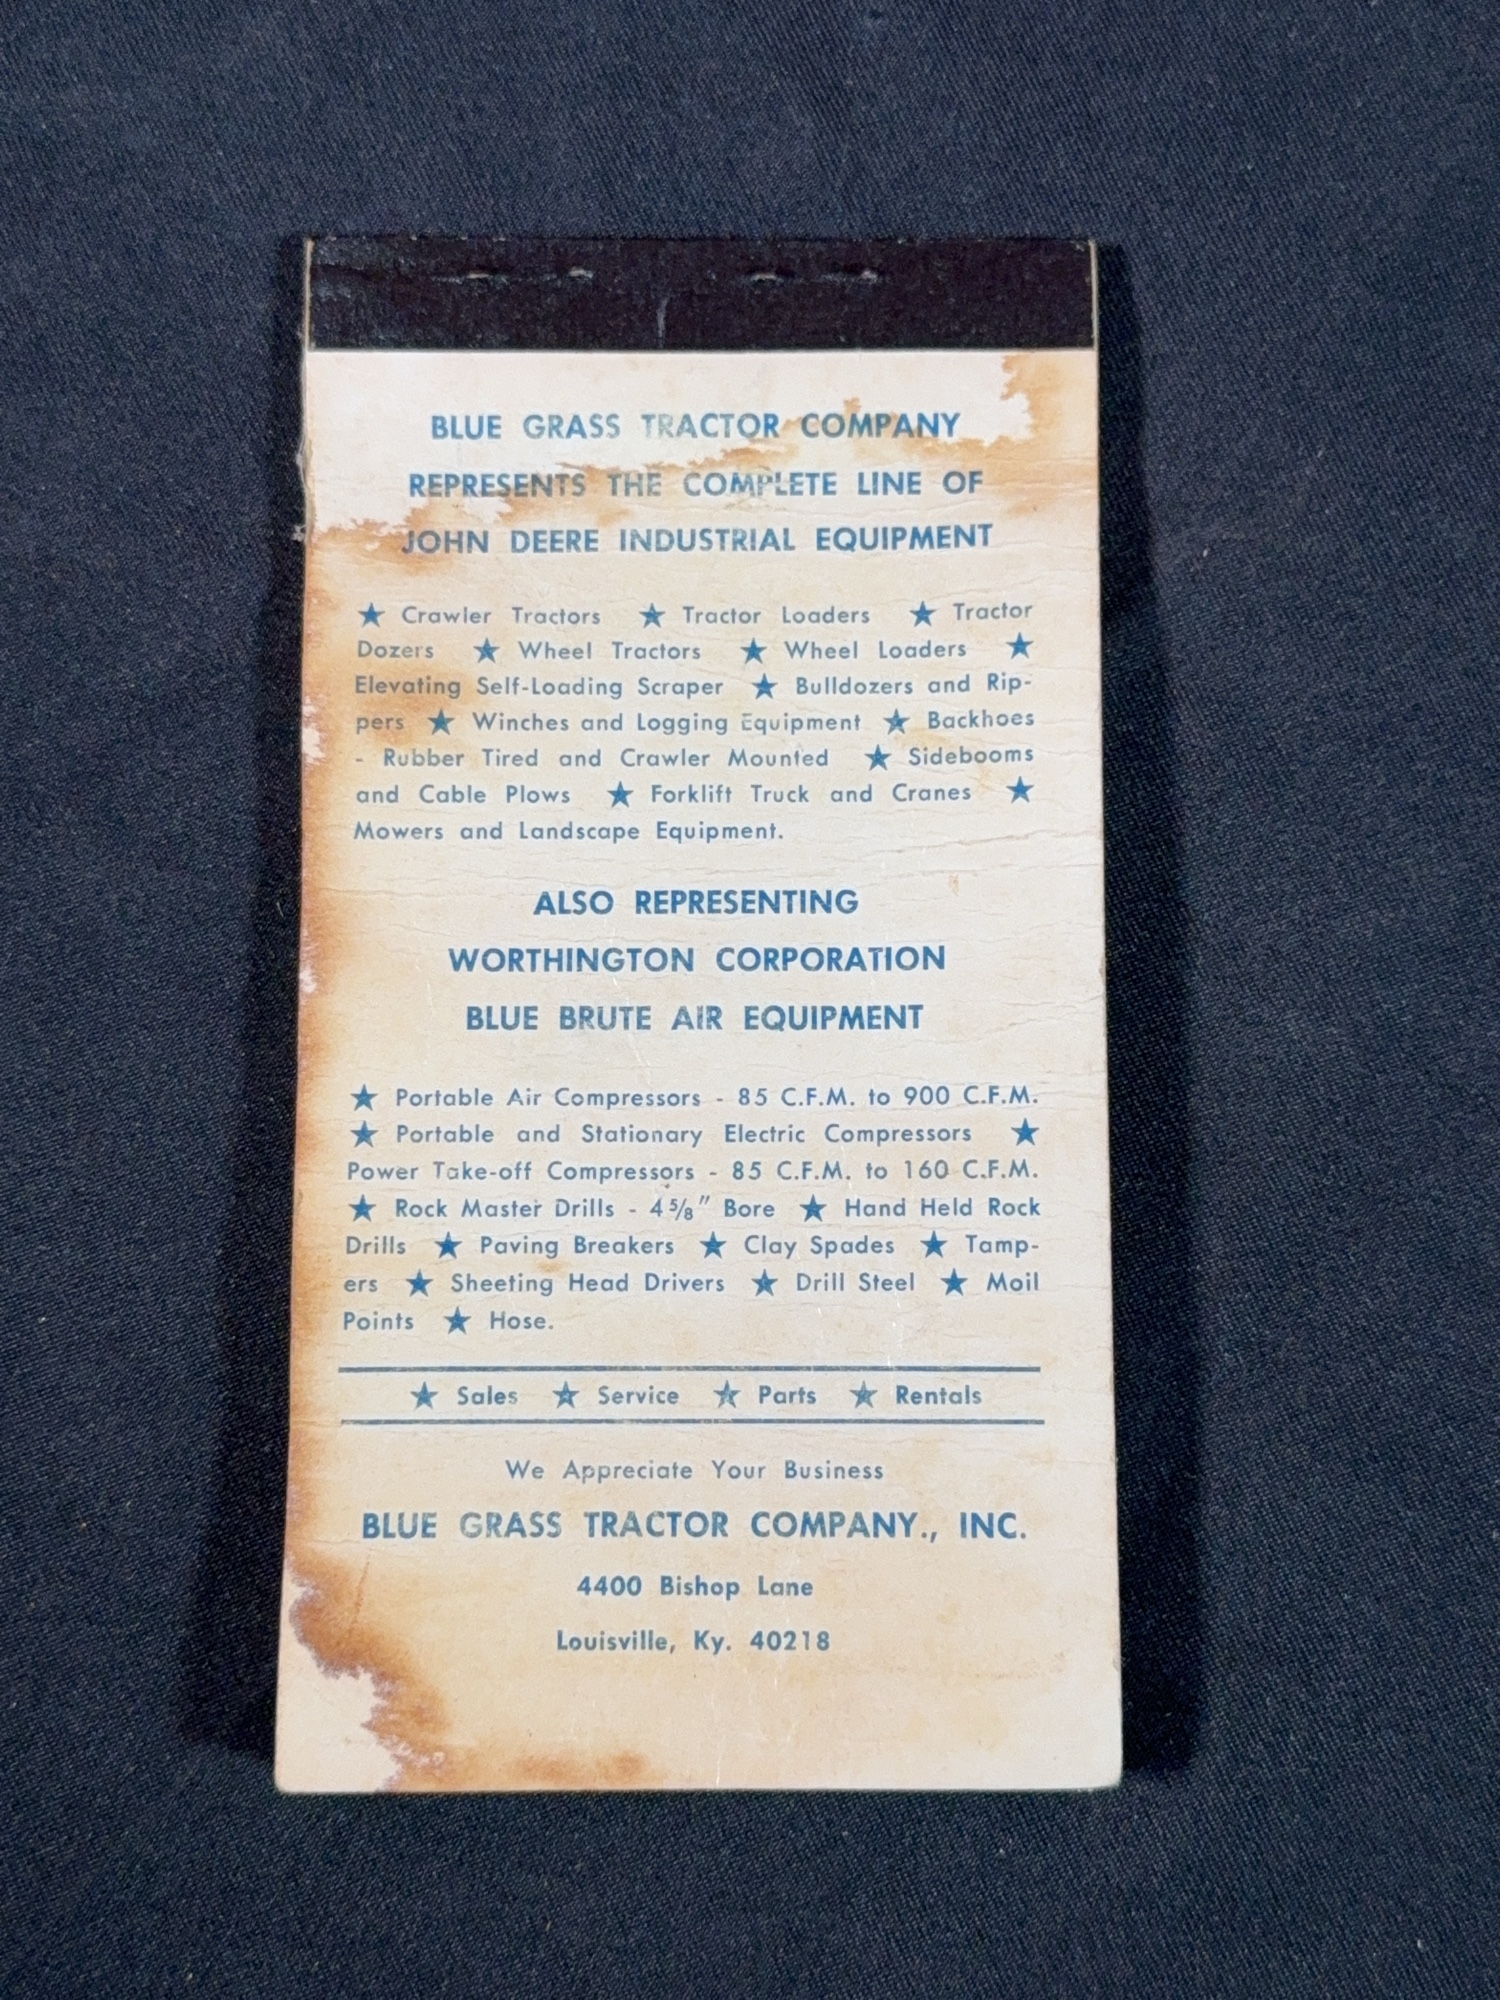 BLUE GRASS TRACTOR COMPANY
REPRESENTS THE COMPLETE LINE OF
JOHN DEERE INDUSTRIAL EQUIPMENT
★ Crawler Tractors ★ Tractor Loaders ★ Tractor
Dozers ★ Wheel Tractors ★ Wheel Loaders ★
Elevating Self-Loading Scraper ★ Bulldozers and Rip-
pers ★ Winches and Logging Equipment ★ Backhoes
- Rubber Tired and Crawler Mounted ★ Sidebooms
and Cable Plows ★ Forklift Truck and Cranes ★
Mowers and Landscape Equipment.
ALSO REPRESENTING
WORTHINGTON CORPORATION
BLUE BRUTE AIR EQUIPMENT
★ Portable Air Compressors - 85 C.F.M. to 900 C.F.M.
★ Portable and Stationary Electric Compressors ★
Power Take-off Compressors - 85 C.F.M. to 160 C.F.M.
★ Rock Master Drills - 4 5/8" Bore ★ Hand Held Rock
Drills ★ Paving Breakers ★ Clay Spades ★ Tamp-
ers ★ Sheeting Head Drivers ★ Drill Steel ★ Moil
Points ★ Hose.
★ Sales ★ Service ★ Parts ★ Rentals
We Appreciate Your Business
BLUE GRASS TRACTOR COMPANY., INC.
4400 Bishop Lane
Louisville, Ky. 40218